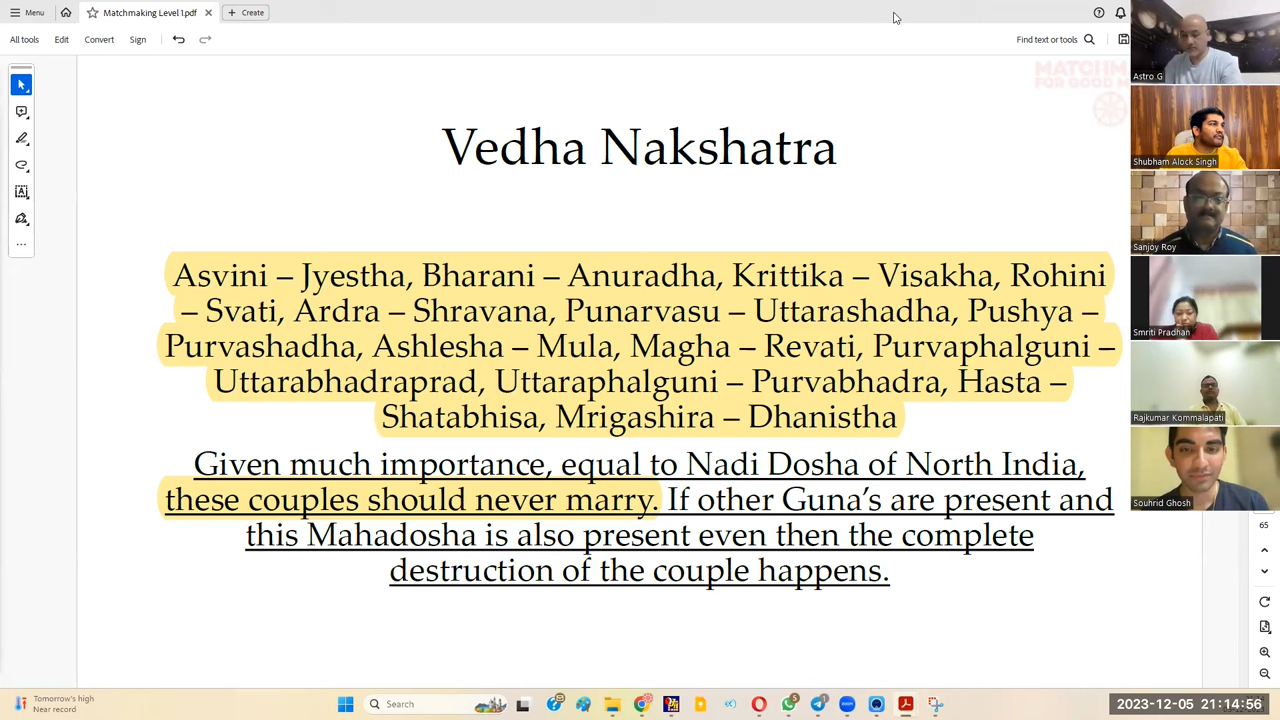 Menu
Matchmaking Level 1.pdf
Create
All tools
Edit
Convert
Sign
Find text or tools
MATCH M
FOR GOOD M
Vedha Nakshatra
Asvini – Jyestha, Bharani – Anuradha, Krittika – Visakha, Rohini
– Svati, Ardra – Shravana, Punarvasu – Uttarashadha, Pushya –
Purvashadha, Ashlesha – Mula, Magha – Revati, Purvaphalguni –
Uttarabhadraprad, Uttaraphalguni – Purvabhadra, Hasta –
Shatabhisa, Mrigashira – Dhanistha
Given much importance, equal to Nadi Dosha of North India,
these couples should never marry. If other Guna's are present and
this Mahadosha is also present even then the complete
destruction of the couple happens.
Astro G
Shubham Alock Singh
Sanjoy Roy
Smriti Pradhan
Rajkumar Kommalapati
Souhrid Ghosh
65
Tomorrow's high
Near record
Search
2023-12-05 21:14:56